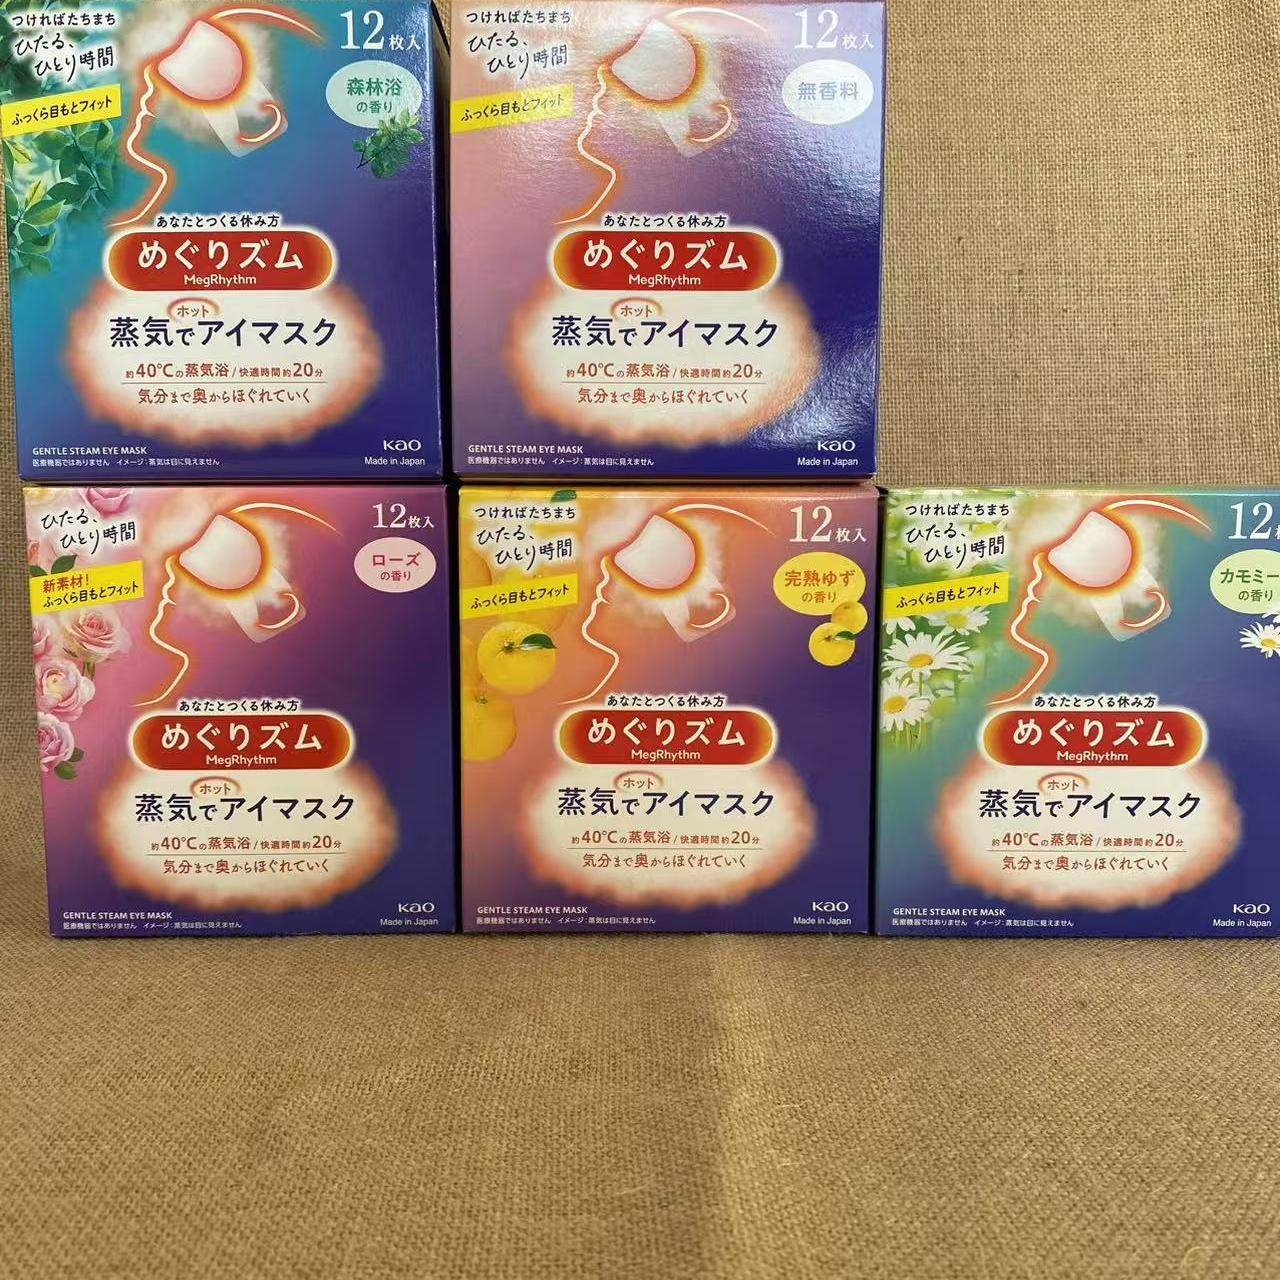 つければたちまち
ひたる、
ひとり時間
ふっくら目もとフィット
12枚入
森林浴
の香り
あなたとつくる休み方
めぐりズム
MegRhythm
ホット
蒸気でアイマスク
約40℃の蒸気浴/快適時間約20分
気分まで奥からほぐれていく
Kao
GENTLE STEAM EYE MASK
医療機器ではありません イメージ:蒸気は目に見えません
Made in Japan
つければたちまち
ひたる、
ひとり時間
ふっくら目もとフィット
12枚入
無香料
あなたとつくる休み方
めぐりズム
MegRhythm
ホット
蒸気でアイマスク
約40℃の蒸気浴/快適時間約20分
気分まで奥からほぐれていく
Kao
GENTLE STEAM EYE MASK
医療機器ではありません イメージ:蒸気は目に見えません
Made in Japan
ひたる、
ひとり時間
新素材!
ふっくら目もとフィット
12枚入
ローズ
の香り
あなたとつくる休み方
めぐりズム
MegRhythm
ホット
蒸気でアイマスク
約40℃の蒸気浴/快適時間約20分
気分まで奥からほぐれていく
Kao
GENTLE STEAM EYE MASK
医療機器ではありません イメージ:蒸気は目に見えません
Made in Japan
つければたちまち
ひたる、
ひとり時間
ふっくら目もとフィット
12枚入
完熟ゆず
の香り
あなたとつくる休み方
めぐりズム
MegRhythm
ホット
蒸気でアイマスク
約40℃の蒸気浴/快適時間約20分
気分まで奥からほぐれていく
Kao
GENTLE STEAM EYE MASK
医療機器ではありません イメージ:蒸気は目に見えません
Made in Japan
つければたちまち
ひたる、
ひとり時間
ふっくら目もとフィット
12枚
カモミー
の香り
あなたとつくる休み方
めぐりズム
MegRhythm
ホット
蒸気でアイマスク
約40℃の蒸気浴/快適時間約20分
気分まで奥からほぐれていく
Kao
GENTLE STEAM EYE MASK
医療機器ではありません イメージ:蒸気は目に見えません
Made in Japan